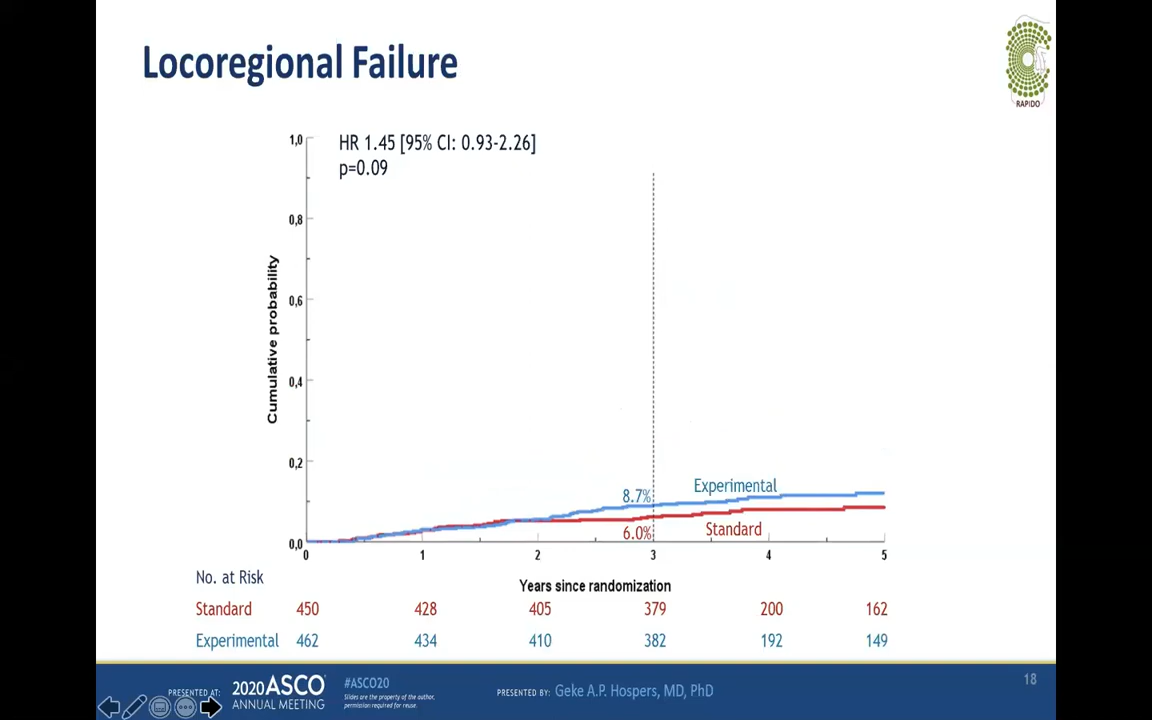 Locoregional Failure
RAPIDO
HR 1.45 [95% CI: 0.93-2.26]
p=0.09
Cumulative probability
1,0
0,8
0,6
0,4
0,2
0,0
8.7%
Experimental
6.0%
Standard
0 1 2 3 4 5
Years since randomization
No. at Risk
Standard 450 428 405 379 200 162
Experimental 462 434 410 382 192 149
PRESENTED AT:
2020 ASCO
ANNUAL MEETING
#ASCO20
Slides are the property of the author,
permission required for reuse.
PRESENTED BY: Geke A.P. Hospers, MD, PhD
18